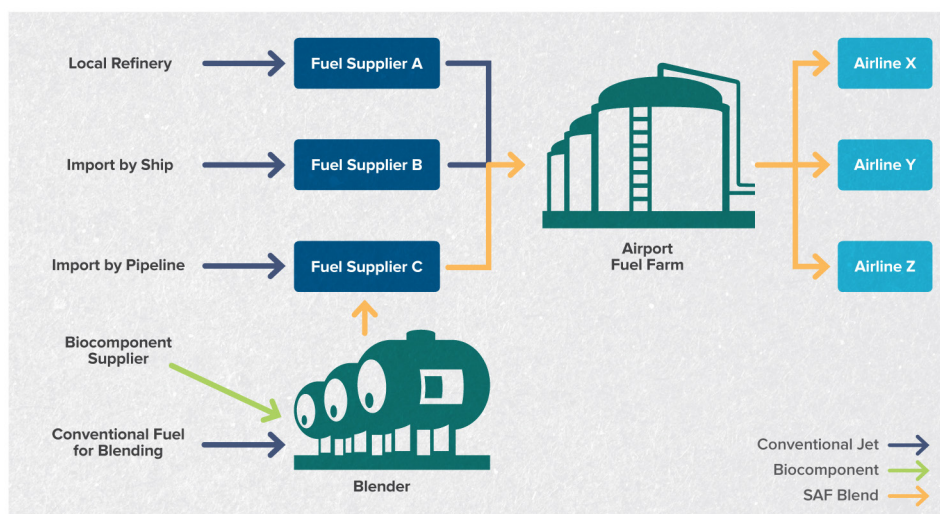 Local Refinery
Fuel Supplier A
Airline X
Import by Ship
Fuel Supplier B
Airline Y
Import by Pipeline
Fuel Supplier C
Airport
Fuel Farm
Airline Z
Biocomponent
Supplier
Conventional Fuel
for Blending
Blender
Conventional Jet
Biocomponent
SAF Blend